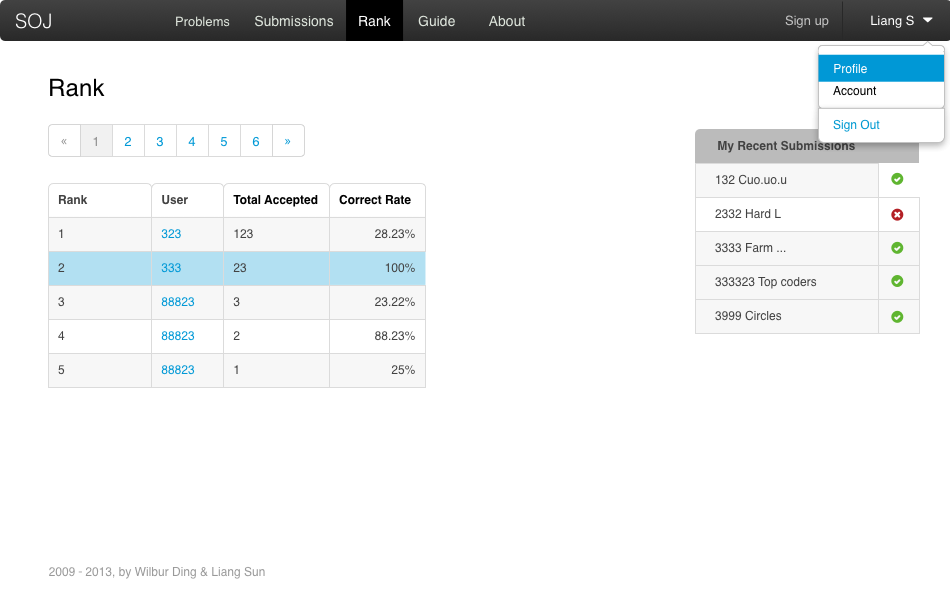 SOJ Problems Submissions Rank Guide About Sign up Liang S
Profile
Account
Sign Out
Rank
« 1 2 3 4 5 6 »
Rank User Total Accepted Correct Rate
1 323 123 28.23%
2 333 23 100%
3 88823 3 23.22%
4 88823 2 88.23%
5 88823 1 25%
My Recent Submissions
132 Cuo.uo.u
2332 Hard L
3333 Farm ...
333323 Top coders
3999 Circles
2009 - 2013, by Wilbur Ding & Liang Sun